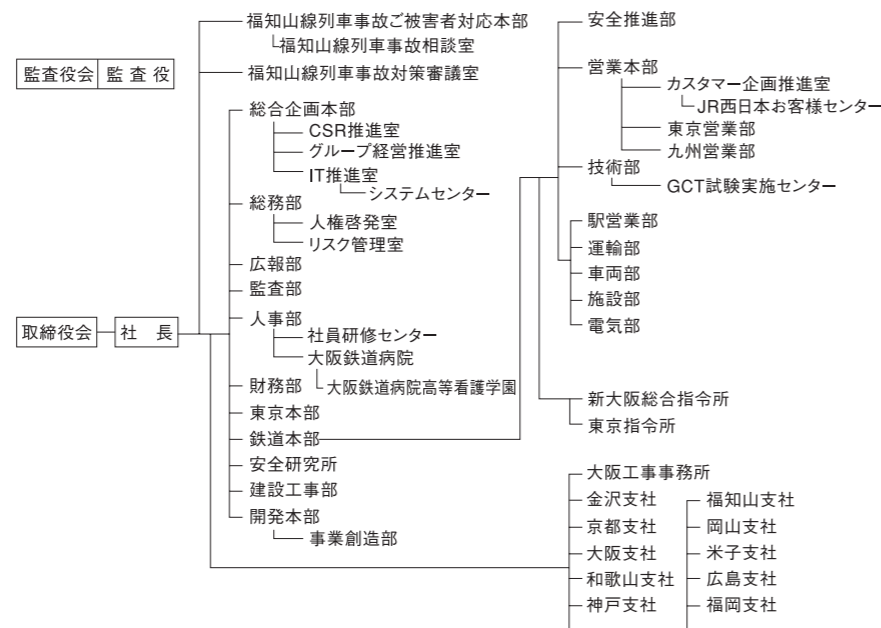 福知山線列車事故ご被害者対応本部
福知山線列車事故相談室
監査役会 監査役
福知山線列車事故対策審議室
総合企画本部
CSR推進室
グループ経営推進室
IT推進室
システムセンター
総務部
人権啓発室
リスク管理室
広報部
監査部
取締役会 社長
人事部
社員研修センター
大阪鉄道病院
大阪鉄道病院高等看護学園
財務部
東京本部
鉄道本部
安全研究所
建設工事部
開発本部
事業創造部
安全推進部
営業本部
カスタマー企画推進室
JR西日本お客様センター
東京営業部
九州営業部
技術部
GCT試験実施センター
駅営業部
運輸部
車両部
施設部
電気部
新大阪総合指令所
東京指令所
大阪工事事務所
金沢支社
京都支社
大阪支社
和歌山支社
神戸支社
福知山支社
岡山支社
米子支社
広島支社
福岡支社